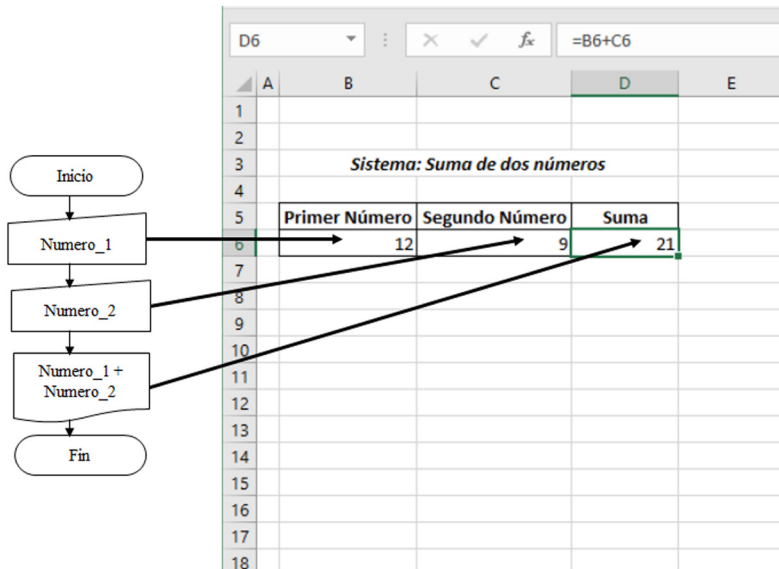 D6 fx =B6+C6
A B C D E
1
2
3 Sistema: Suma de dos números
4
5 Primer Número Segundo Número Suma
6 12 9 21
7
8
9
10
11
12
13
14
15
16
17
18
Inicio
Numero_1
Numero_2
Numero_1 +
Numero_2
Fin